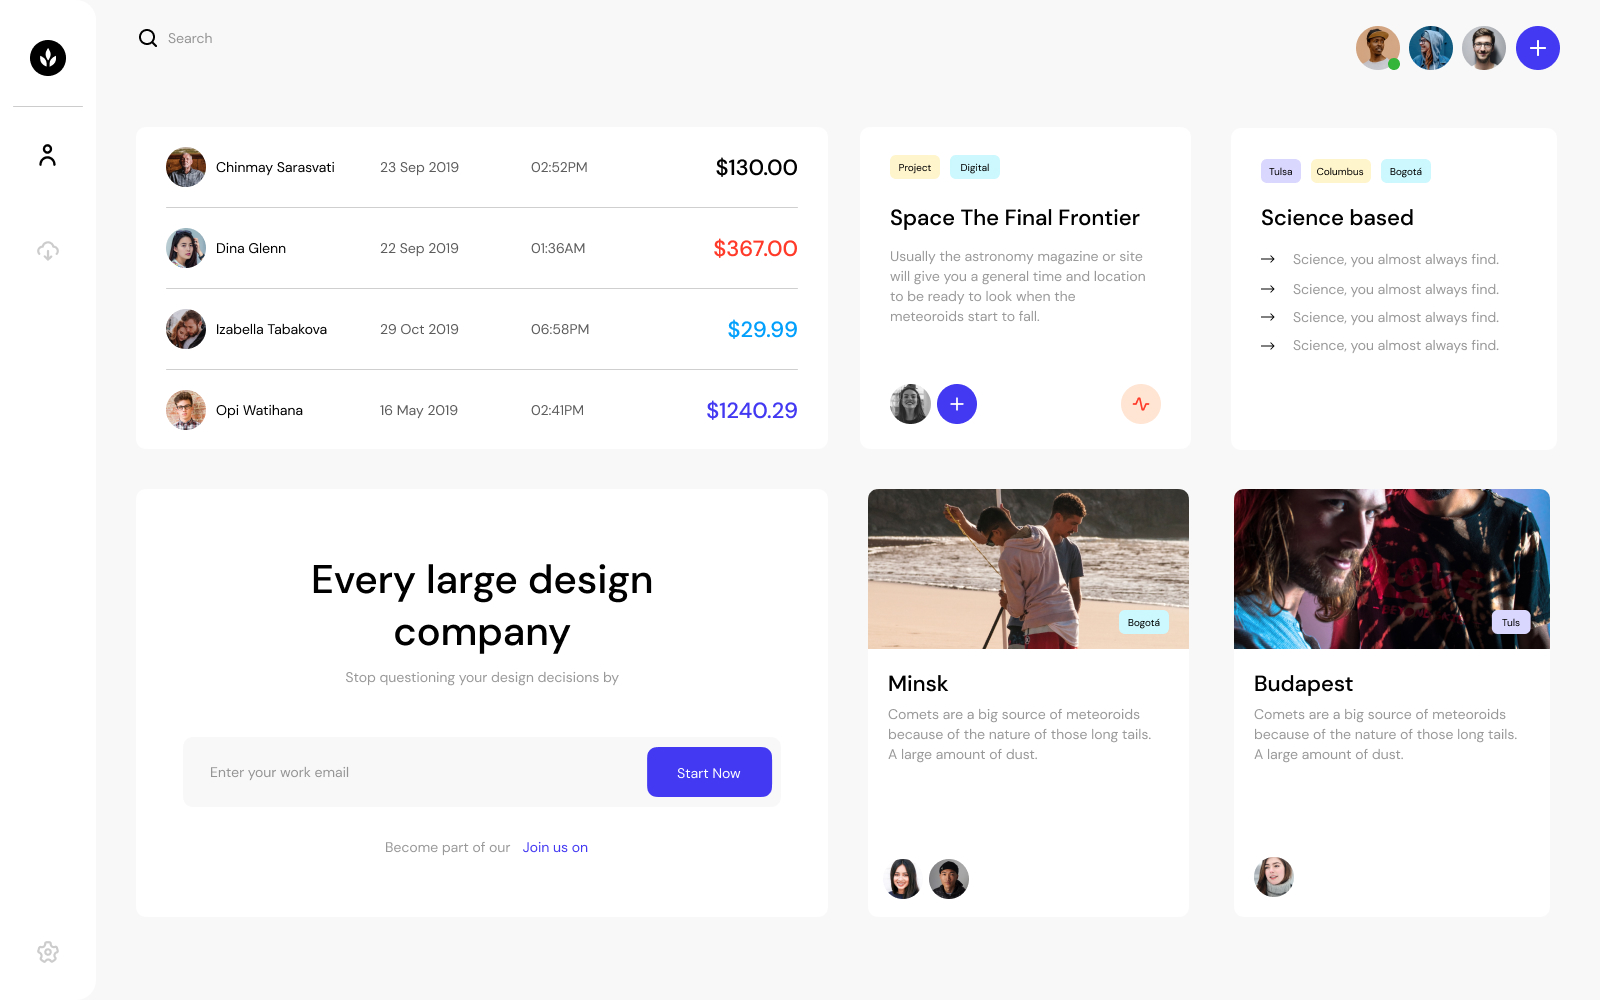 Search
Chinmay Sarasvati 23 Sep 2019 02:52PM $130.00
Dina Glenn 22 Sep 2019 01:36AM $367.00
Izabella Tabakova 29 Oct 2019 06:58PM $29.99
Opi Watihana 16 May 2019 02:41PM $1240.29
Project Digital
Space The Final Frontier
Usually the astronomy magazine or site
will give you a general time and location
to be ready to look when the
meteoroids start to fall.
Tulsa Columbus Bogotá
Science based
Science, you almost always find.
Science, you almost always find.
Science, you almost always find.
Science, you almost always find.
Every large design
company
Stop questioning your design decisions by
Enter your work email Start Now
Become part of our Join us on
Bogotá
Minsk
Comets are a big source of meteoroids
because of the nature of those long tails.
A large amount of dust.
Tuls
Budapest
Comets are a big source of meteoroids
because of the nature of those long tails.
A large amount of dust.